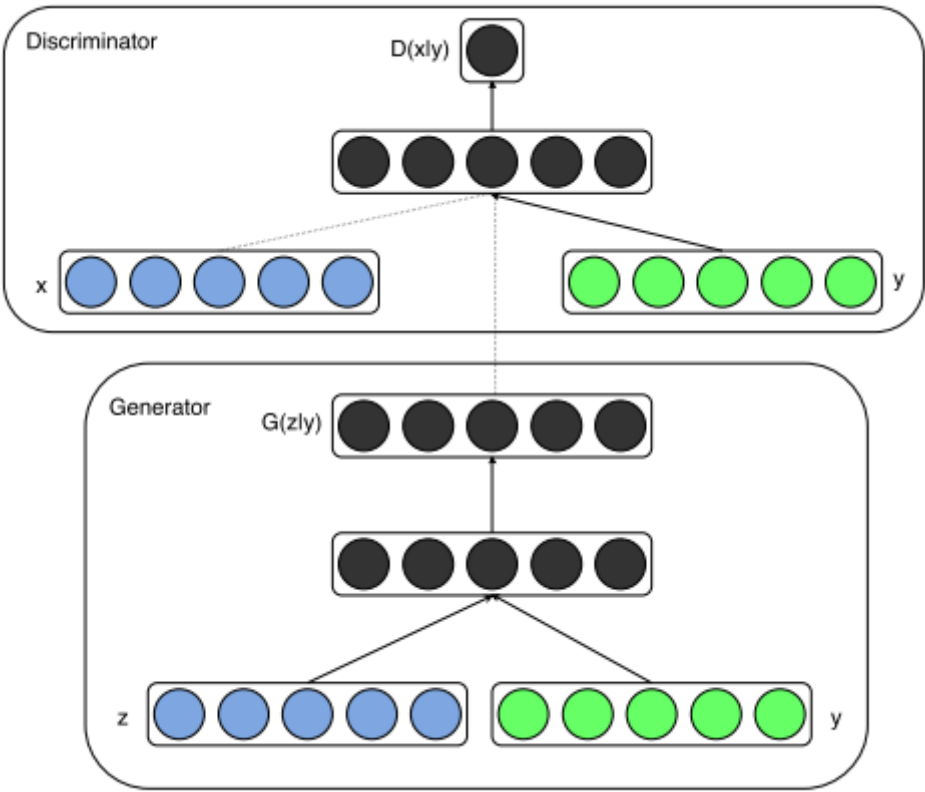 Discriminator
D(x|y)
x
y
Generator
G(z|y)
z
y